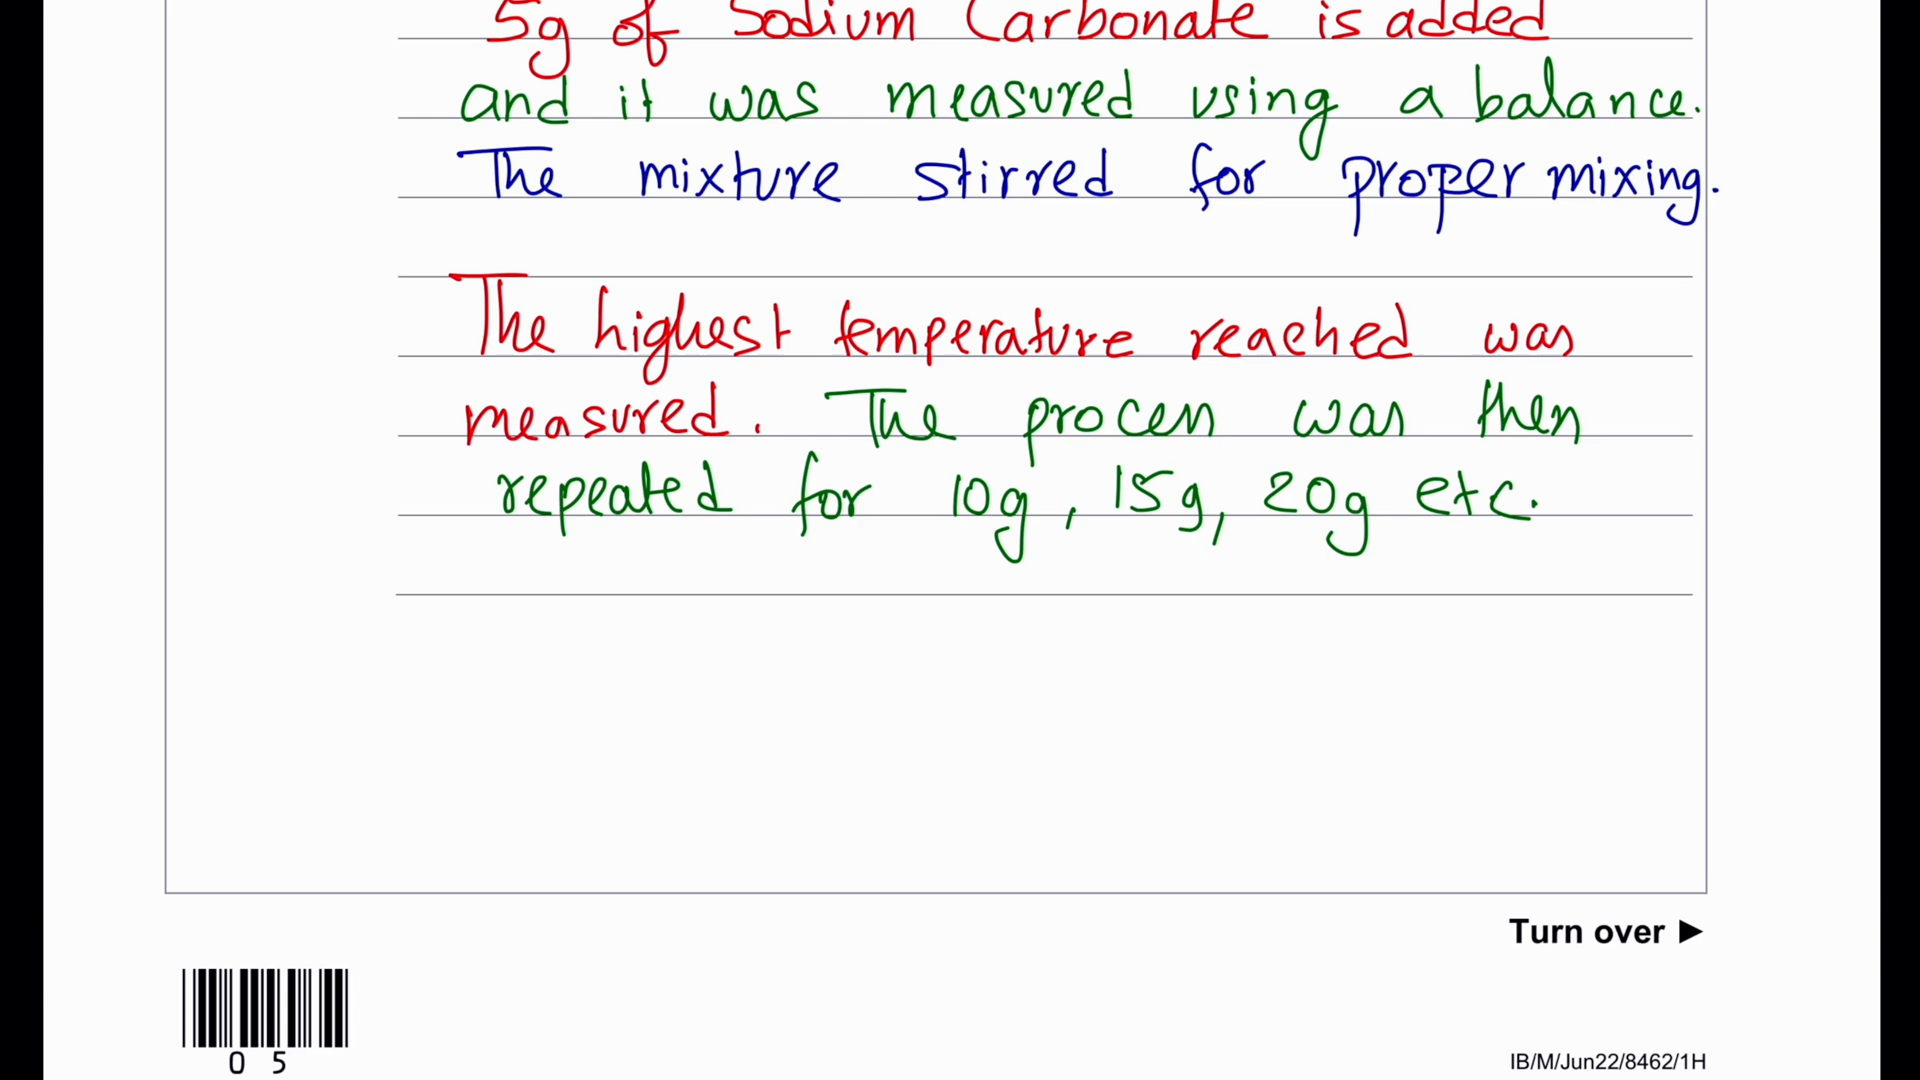 5g of Sodium Carbonate is added
and it was measured using a balance.
The mixture stirred for proper mixing.
The highest temperature reached was
measured. The process was then
repeated for 10g, 15g, 20g etc.
Turn over ►
0 5
IB/M/Jun22/8462/1H